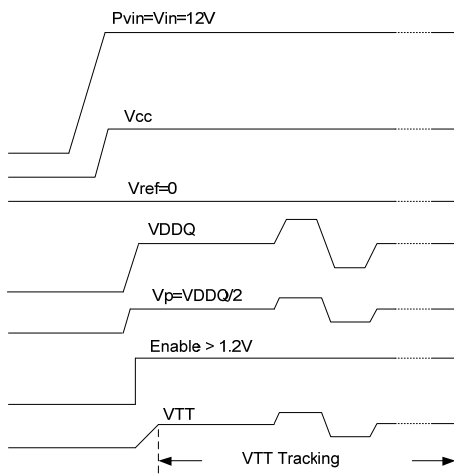 Pvin=Vin=12V
Vcc
Vref=0
VDDQ
Vp=VDDQ/2
Enable > 1.2V
VTT
VTT Tracking